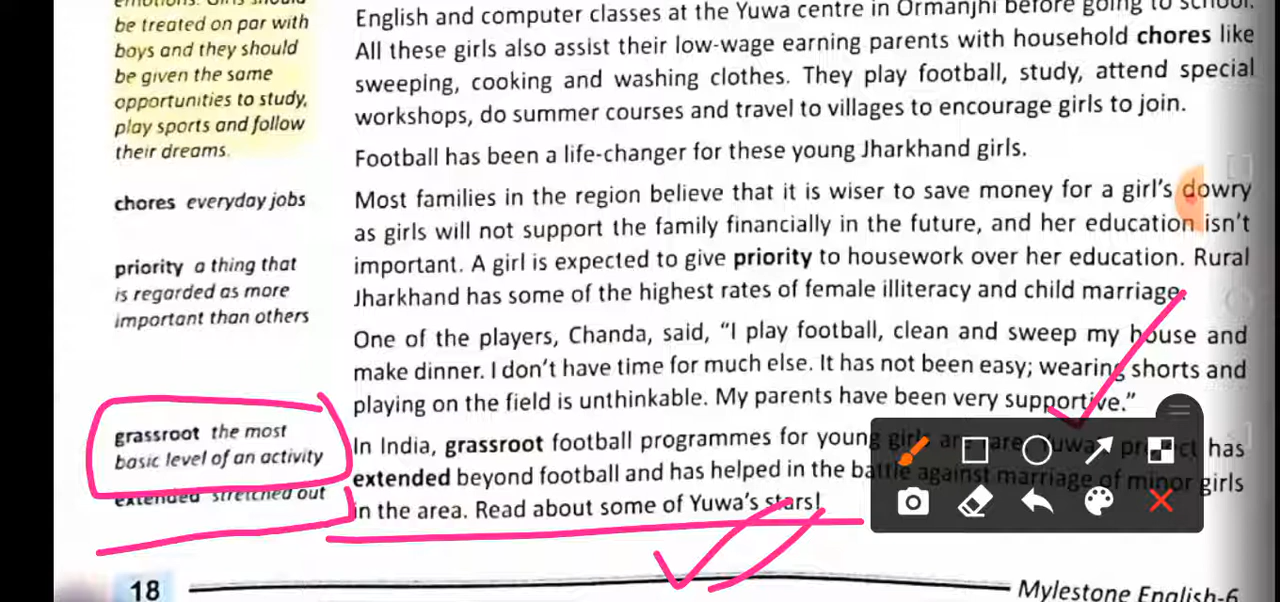 emotions. Girls should
be treated on par with
boys and they should
be given the same
opportunities to study,
play sports and follow
their dreams.
chores everyday jobs
priority a thing that
is regarded as more
important than others
grassroot the most
basic level of an activity
extended stretched out
English and computer classes at the Yuwa centre in Ormanjhi before going to school.
All these girls also assist their low-wage earning parents with household chores like
sweeping, cooking and washing clothes. They play football, study, attend special
workshops, do summer courses and travel to villages to encourage girls to join.
Football has been a life-changer for these young Jharkhand girls.
Most families in the region believe that it is wiser to save money for a girl's dowry
as girls will not support the family financially in the future, and her education isn't
important. A girl is expected to give priority to housework over her education. Rural
Jharkhand has some of the highest rates of female illiteracy and child marriage.
One of the players, Chanda, said, "I play football, clean and sweep my house and
make dinner. I don't have time for much else. It has not been easy; wearing shorts and
playing on the field is unthinkable. My parents have been very supportive."
In India, grassroot football programmes for young girls are rare. Yuwa's project has
extended beyond football and has helped in the battle against marriage of minor girls
in the area. Read about some of Yuwa's stars!
18
Mylestone English-6